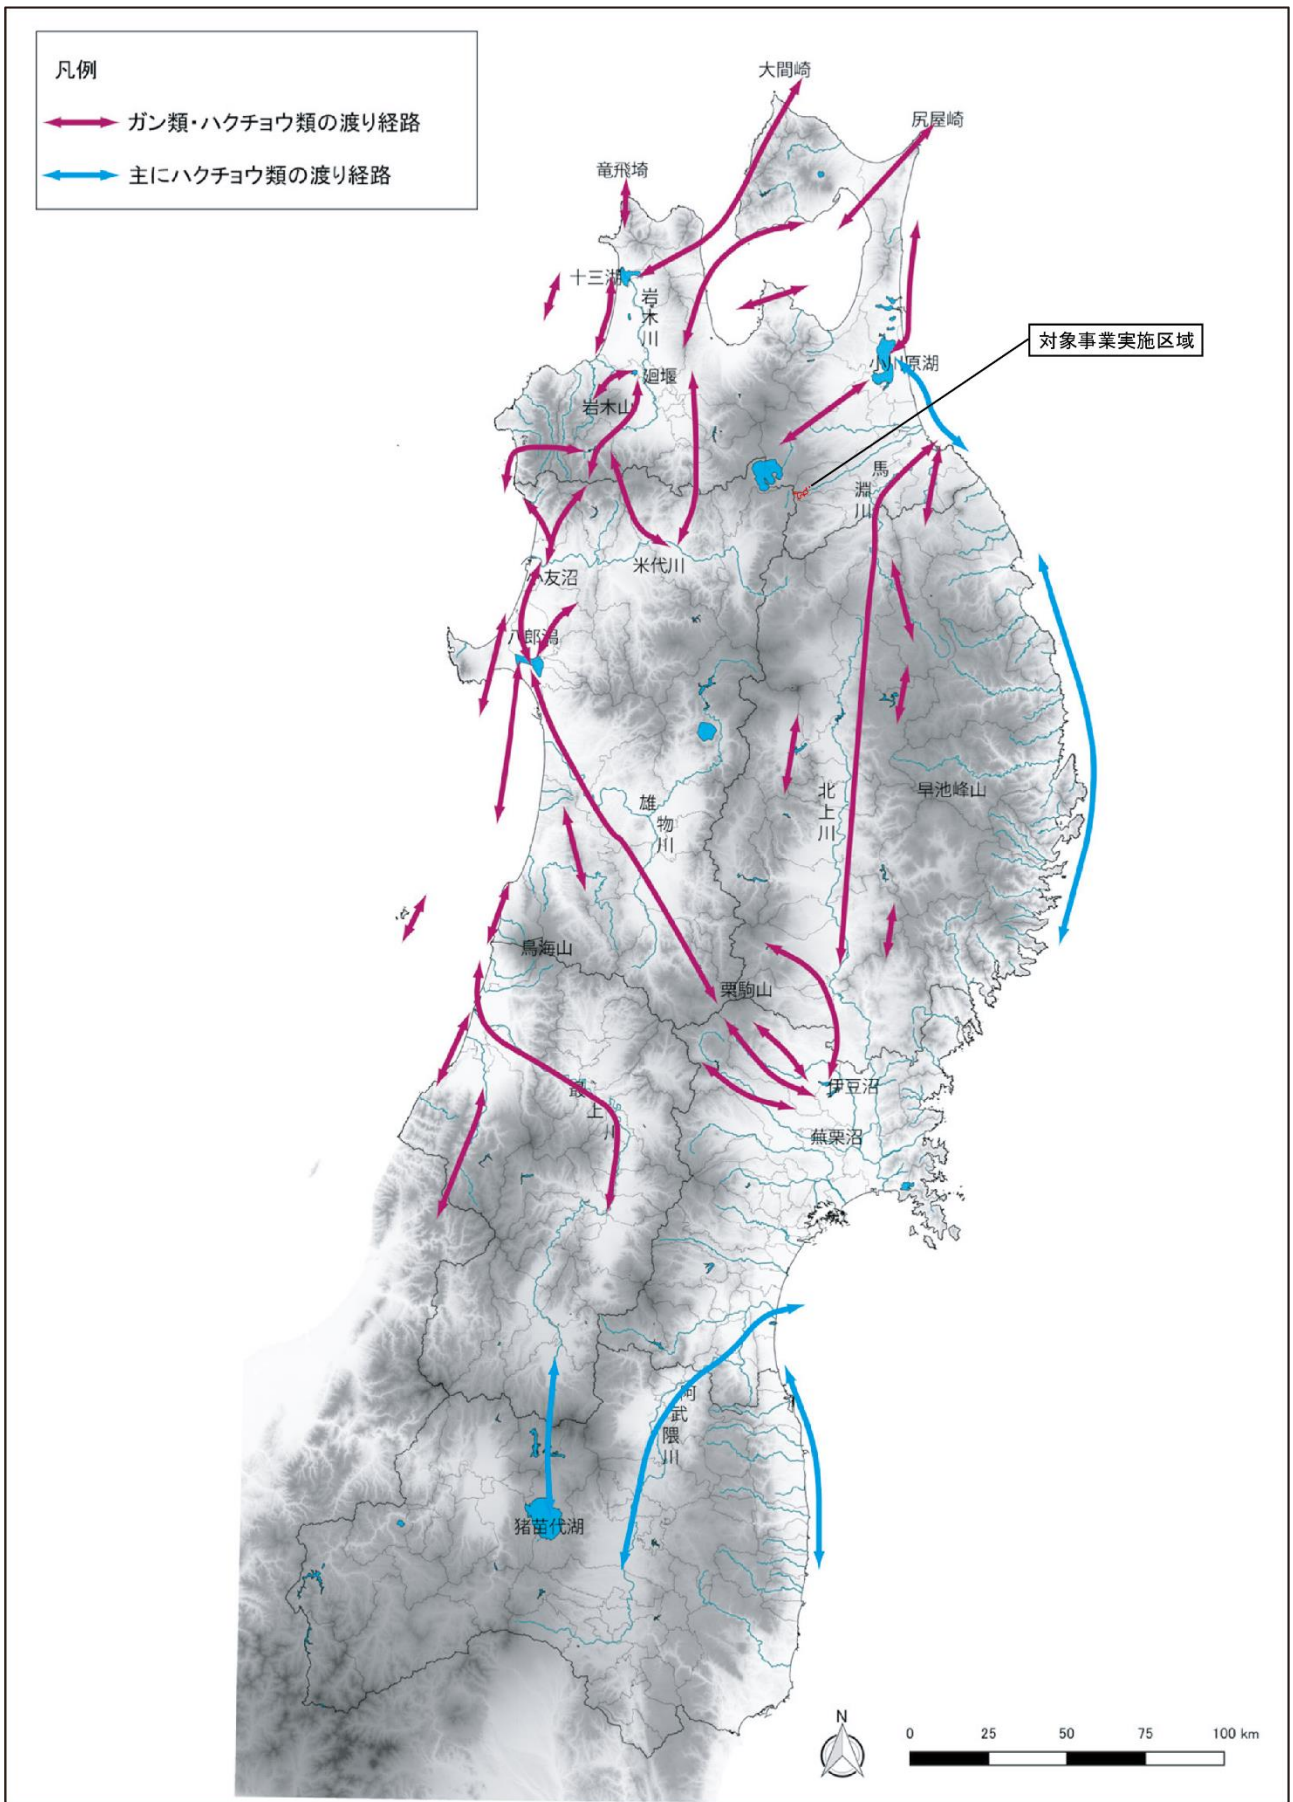 凡例
ガン類・ハクチョウ類の渡り経路
主にハクチョウ類の渡り経路
大間崎
尻屋崎
竜飛埼
十三湖
岩木川
対象事業実施区域
小川原湖
廻堰
岩木山
馬淵川
米代川
小友沼
八郎潟
北上川
早池峰山
雄物川
鳥海山
栗駒山
伊豆沼
最上川
蕪栗沼
阿武隈川
猪苗代湖
N
0 25 50 75 100 km